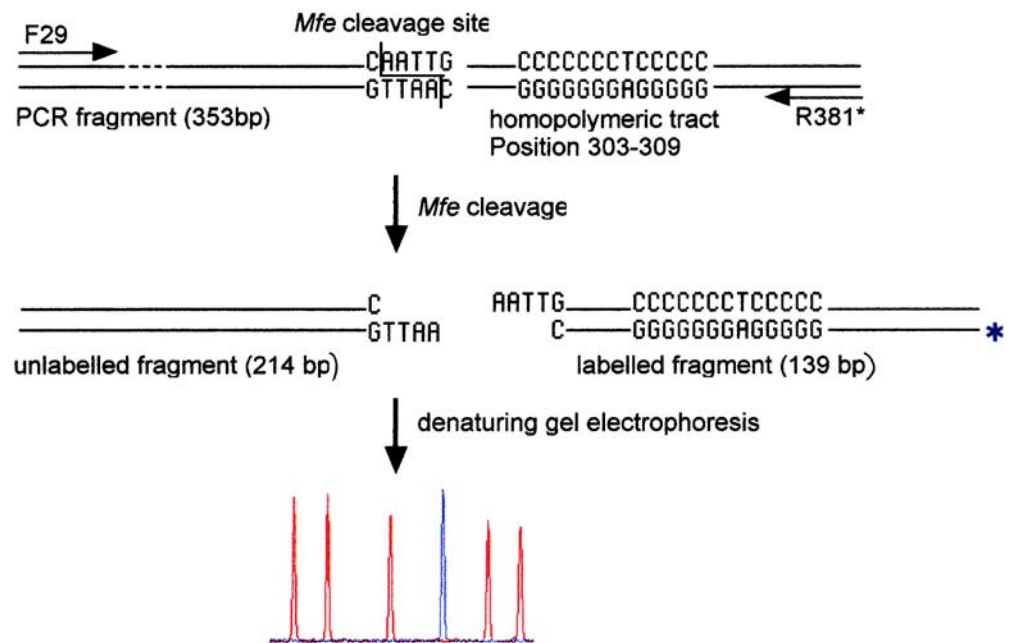 Mfe cleavage site
F29
CAATTG CCCCCCCTCCCCC
GTTAAC GGGGGGGAGGGGG
PCR fragment (353bp)
homopolymeric tract
Position 303-309
R381*
Mfe cleavage
C AATTG CCCCCCCTCCCCC
GTTAA C GGGGGGGAGGGGG *
unlabelled fragment (214 bp) labelled fragment (139 bp)
denaturing gel electrophoresis